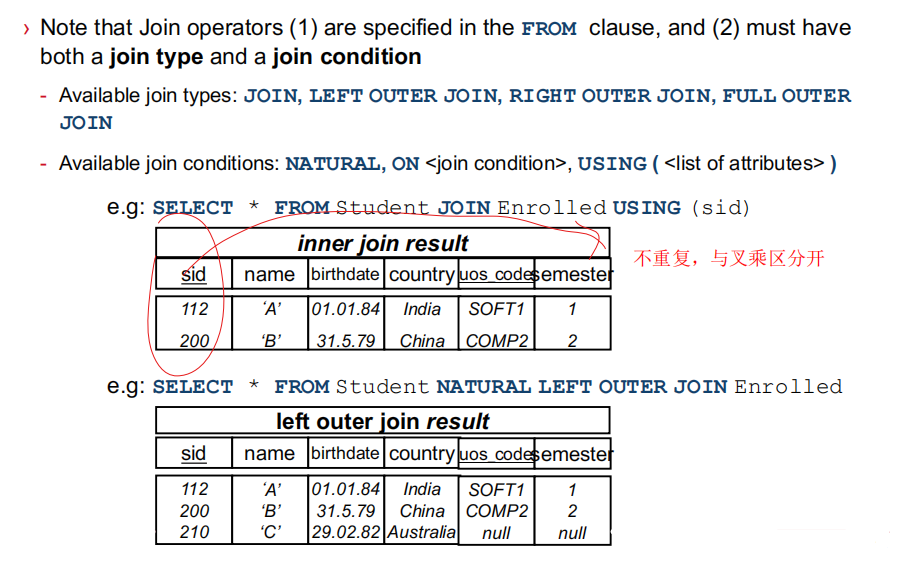 › Note that Join operators (1) are specified in the FROM clause, and (2) must have
both a join type and a join condition
- Available join types: JOIN, LEFT OUTER JOIN, RIGHT OUTER JOIN, FULL OUTER
JOIN
- Available join conditions: NATURAL, ON <join condition>, USING ( <list of attributes> )
e.g: SELECT * FROM Student JOIN Enrolled USING (sid)
inner join result
不重复，与叉乘区分开
sid name birthdate country uos_code semester
112 ‘A’ 01.01.84 India SOFT1 1
200 ‘B’ 31.5.79 China COMP2 2
e.g: SELECT * FROM Student NATURAL LEFT OUTER JOIN Enrolled
left outer join result
sid name birthdate country uos_code semester
112 ‘A’ 01.01.84 India SOFT1 1
200 ‘B’ 31.5.79 China COMP2 2
210 ‘C’ 29.02.82 Australia null null